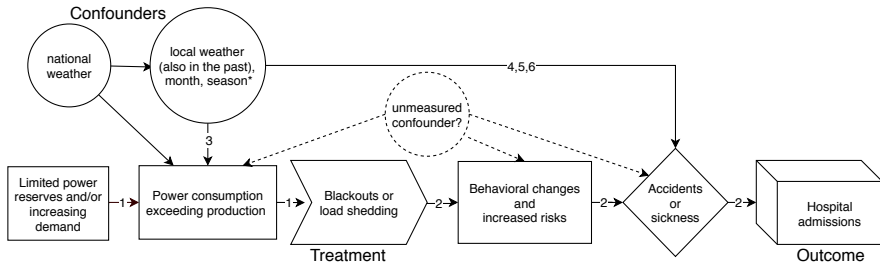 Confounders
national
weather
local weather
(also in the past),
month, season*
4,5,6
unmeasured
confounder?
3
Limited power
reserves and/or
increasing
demand
1
Power consumption
exceeding production
1
Blackouts or
load shedding
2
Behavioral changes
and
increased risks
2
Accidents
or
sickness
2
Hospital
admissions
Treatment
Outcome